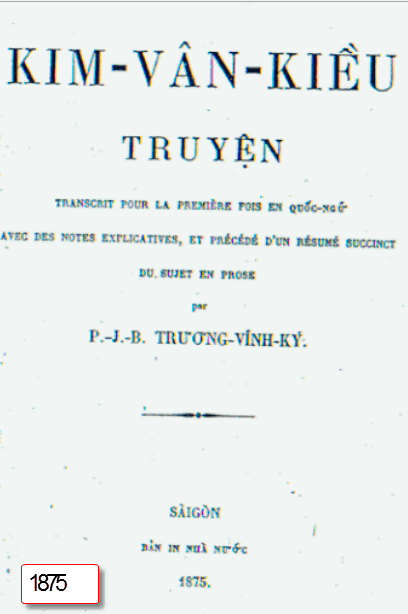 KIM-VÂN-KIỀU
TRUYỆN
TRANSCRIT POUR LA PREMIÈRE FOIS EN QUỐC-NGỮ
AVEC DES NOTES EXPLICATIVES, ET PRÉCÉDÉ D'UN RÉSUMÉ SUCCINCT
DU SUJET EN PROSE
par
P.-J.-B. TRƯƠNG-VĨNH-KÝ.
SÀIGÒN
BẢN IN NHÀ NƯỚC
1875.
1875